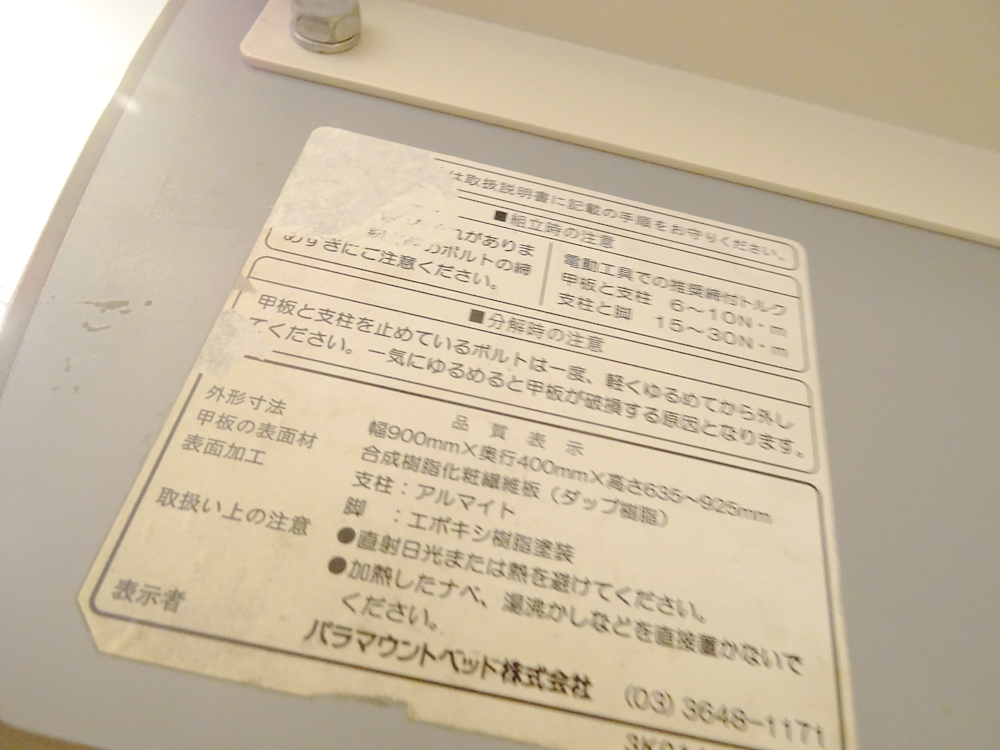 は取扱説明書に記載の手順をお守りください。
■組立時の注意
がありま
のボルトの締
めすぎにご注意ください。
電動工具での推奨締付トルク
甲板と支柱 6〜10N・m
支柱と脚 15〜30N・m
■分解時の注意
甲板と支柱を止めているボルトは一度、軽くゆるめてから外し
てください。一気にゆるめると甲板が破損する原因となります。
品質表示
外形寸法 幅900mm×奥行400mm×高さ635〜925mm
甲板の表面材 合成樹脂化粧繊維板（ダップ樹脂）
表面加工 支柱：アルマイト
脚 ：エポキシ樹脂塗装
取扱い上の注意 ●直射日光または熱を避けてください。
●加熱したナベ、湯沸かしなどを直接置かないで
ください。
表示者 パラマウントベッド株式会社 (03) 3648-1171